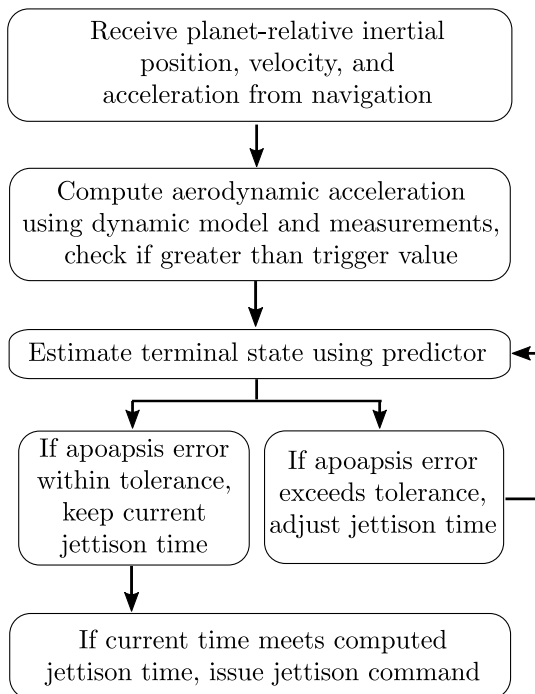 Receive planet-relative inertial
position, velocity, and
acceleration from navigation
Compute aerodynamic acceleration
using dynamic model and measurements,
check if greater than trigger value
Estimate terminal state using predictor
If apoapsis error
within tolerance,
keep current
jettison time
If apoapsis error
exceeds tolerance,
adjust jettison time
If current time meets computed
jettison time, issue jettison command